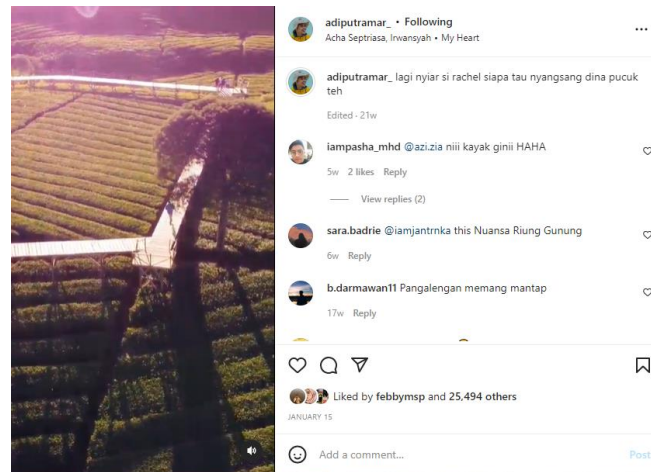 adiputramar_ • Following
Acha Septriasa, Irwansyah • My Heart
adiputramar_ lagi nyiar si rachel siapa tau nyangsang dina pucuk
teh
Edited · 21w
iampasha_mhd @azi.zia niii kayak ginii HAHA
5w 2 likes Reply
View replies (2)
sara.badrie @iamjantrnka this Nuansa Riung Gunung
6w Reply
b.darmawan11 Pangalengan memang mantap
17w Reply
Liked by febbymsp and 25,494 others
JANUARY 15
Add a comment...
Post